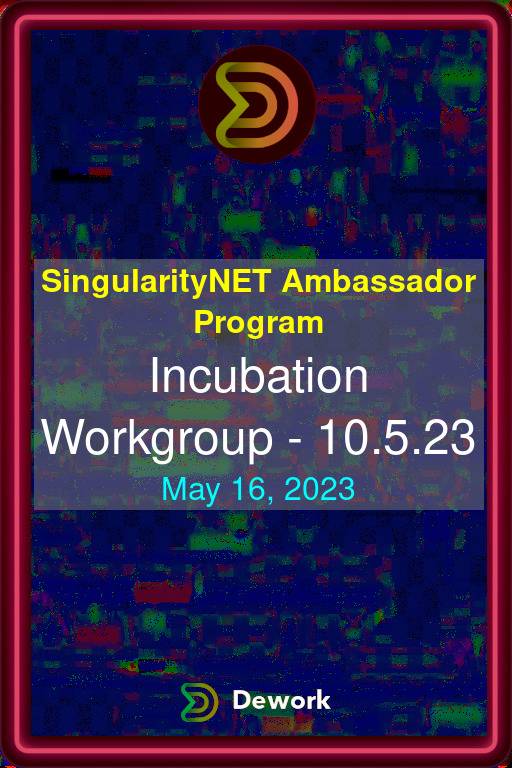 SingularityNET Ambassador
Program
Incubation
Workgroup - 10.5.23
May 16, 2023
Dework